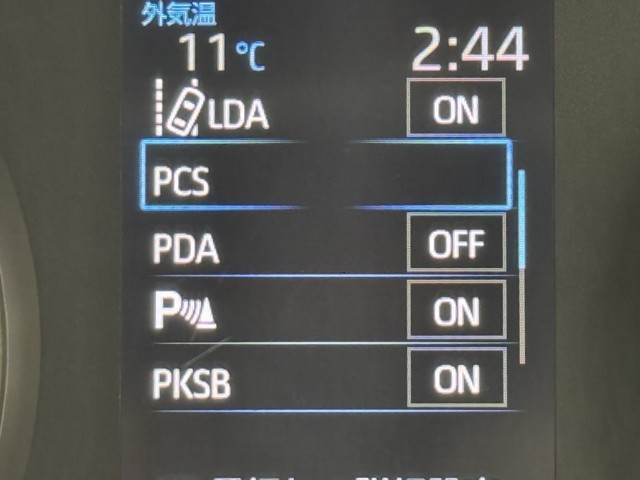 外気温
11℃ 2:44
LDA ON
PCS
PDA OFF
P ON
PKSB ON